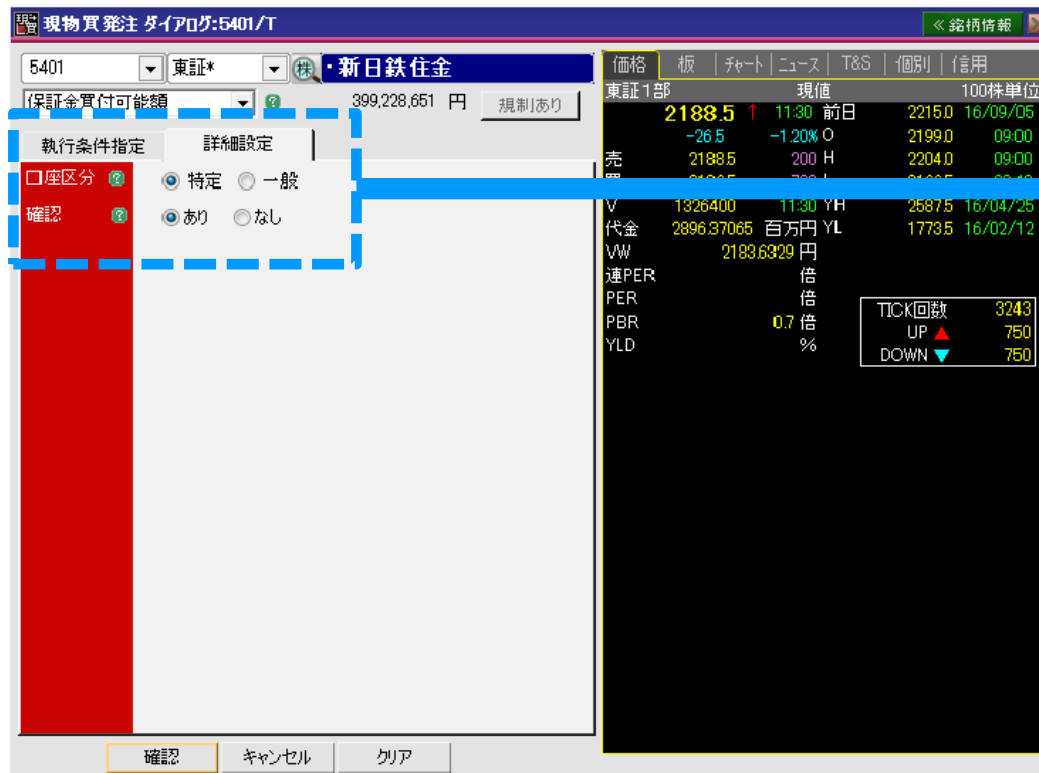 現物買発注 ダイアログ:5401/T
≪銘柄情報
5401 東証* ・新日鉄住金
保証金買付可能額 399,228,651 円 規制あり
執行条件指定 詳細設定
口座区分 特定 一般
確認 あり なし
確認 キャンセル クリア
価格 板 チャート ニュース T&S 個別 信用
東証1部 現値 100株単位
2188.5 ↑ 11:30 前日 2215.0 16/09/05
-26.5 -1.20% O 2199.0 09:00
売 2188.5 200 H 2204.0 09:00
V 1326400 11:30 YH 2587.5 16/04/25
代金 2896.37065 百万円 YL 1773.5 16/02/12
VW 2183.6329 円
連PER 倍
PER 倍
PBR 0.7 倍
YLD %
TICK回数 3243
UP ▲ 750
DOWN ▼ 750